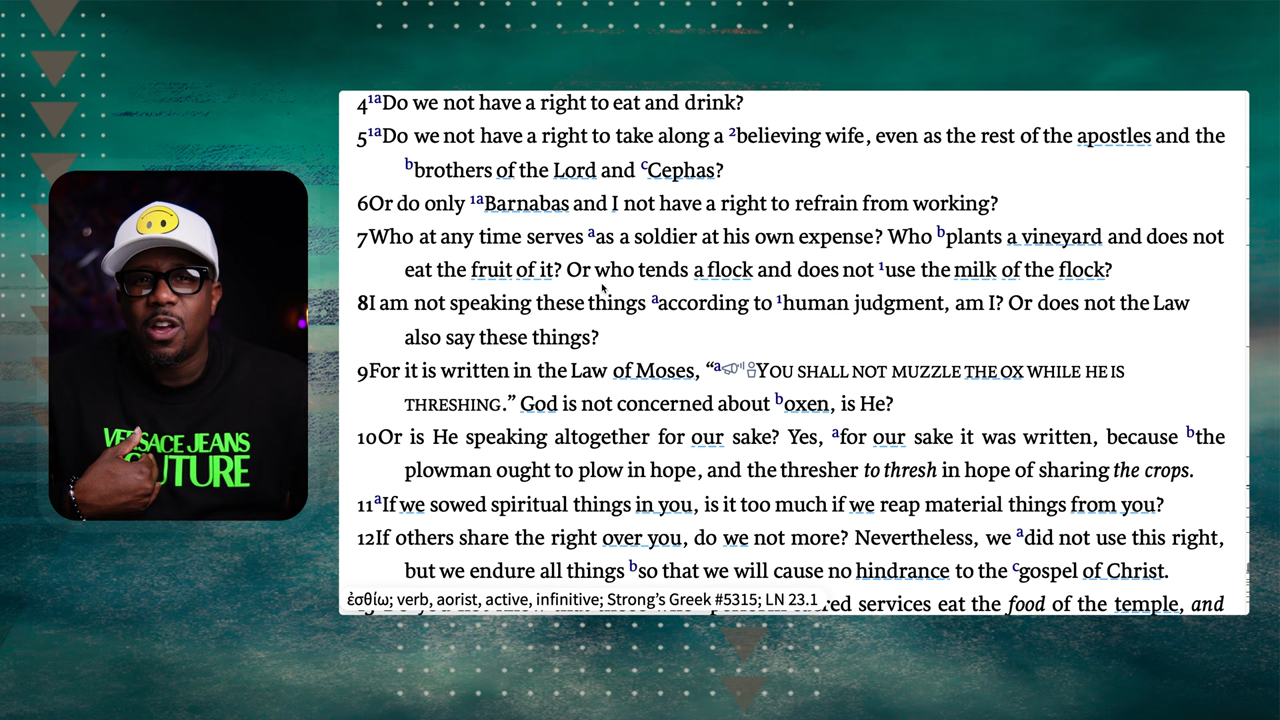 VERSACE JEANS
COUTURE
4¹ᵃDo we not have a right to eat and drink?
5¹ᵃDo we not have a right to take along a ²believing wife, even as the rest of the apostles and the
ᵇbrothers of the Lord and ᶜCephas?
6Or do only ¹ᵃBarnabas and I not have a right to refrain from working?
7Who at any time serves ᵃas a soldier at his own expense? Who ᵇplants a vineyard and does not
eat the fruit of it? Or who tends a flock and does not ¹use the milk of the flock?
8I am not speaking these things ᵃaccording to ¹human judgment, am I? Or does not the Law
also say these things?
9For it is written in the Law of Moses, “ᵃYOU SHALL NOT MUZZLE THE OX WHILE HE IS
THRESHING.” God is not concerned about ᵇoxen, is He?
10Or is He speaking altogether for our sake? Yes, ᵃfor our sake it was written, because ᵇthe
plowman ought to plow in hope, and the thresher to thresh in hope of sharing the crops.
11ᵃIf we sowed spiritual things in you, is it too much if we reap material things from you?
12If others share the right over you, do we not more? Nevertheless, we ᵃdid not use this right,
but we endure all things ᵇso that we will cause no hindrance to the ᶜgospel of Christ.
ἐσθίω; verb, aorist, active, infinitive; Strong’s Greek #5315; LN 23.1
services eat the food of the temple, and